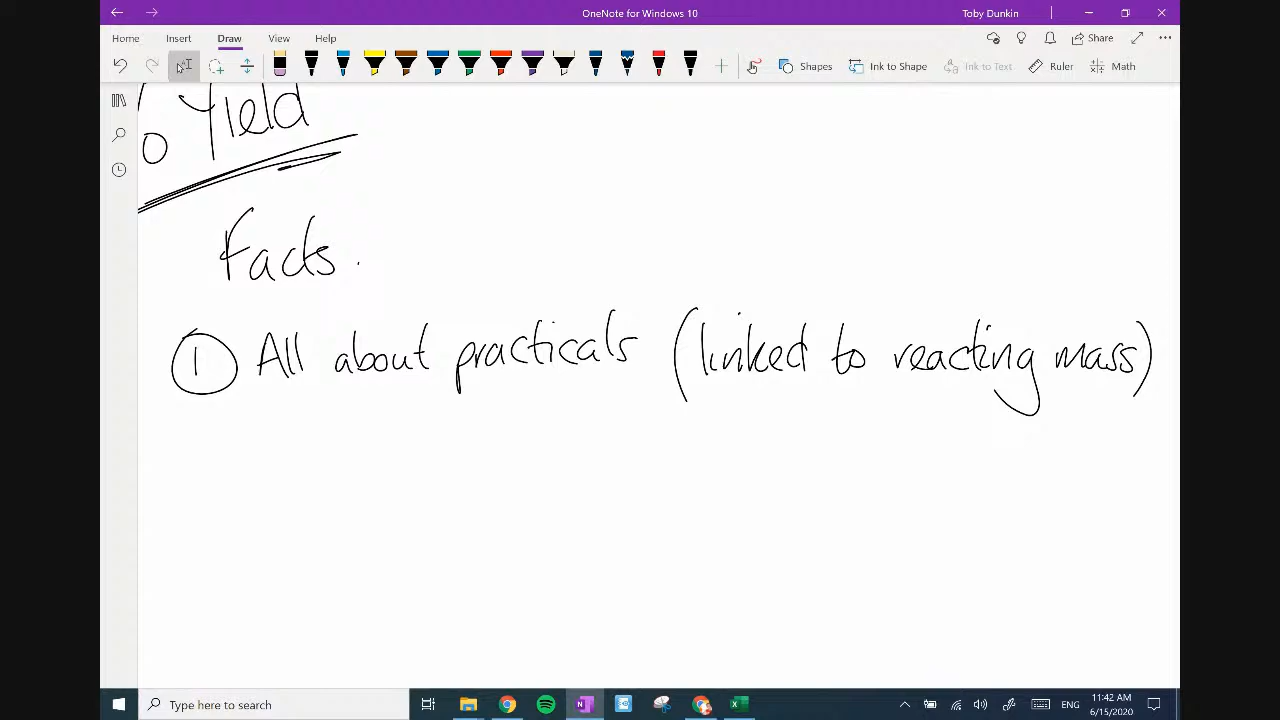 OneNote for Windows 10
Toby Dunkin
Home Insert Draw View Help
Share
Shapes Ink to Shape Ink to Text Ruler Math
Yield
Facts.
1 All about practicals (linked to reacting mass)
Type here to search
ENG
11:42 AM
6/15/2020